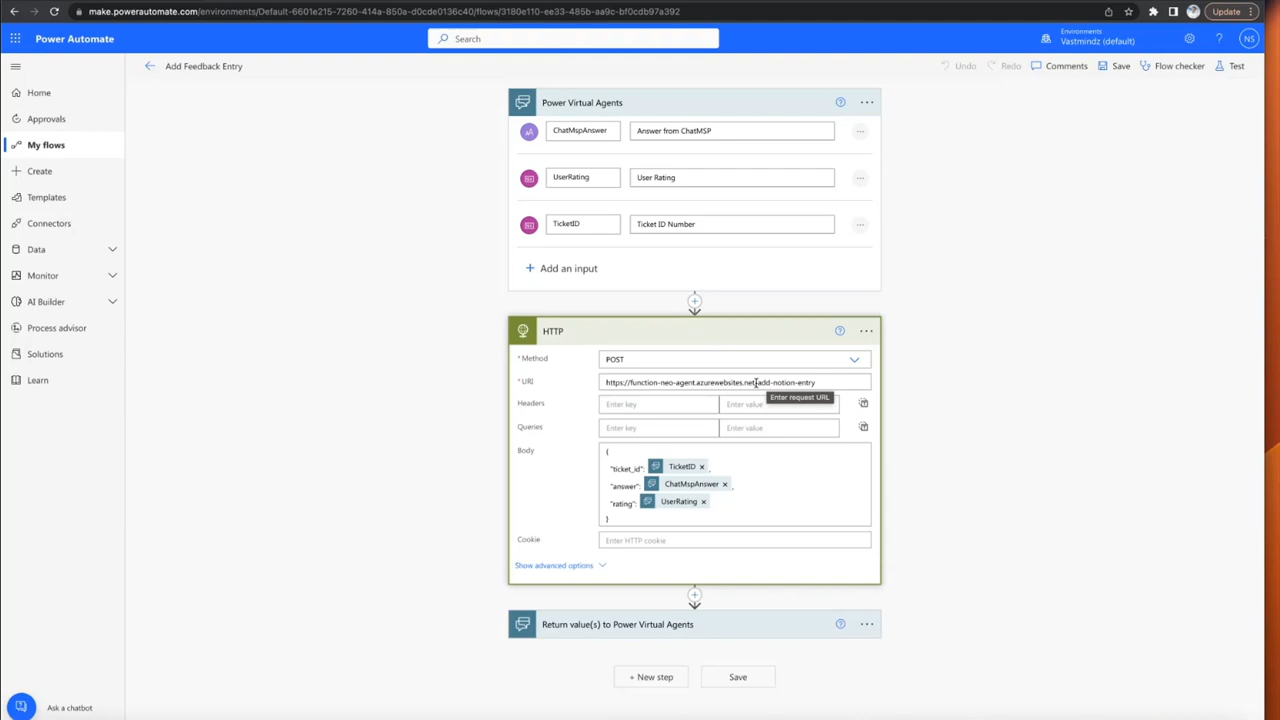 make.powerautomate.com/environments/Default-6601e215-7260-414a-850a-d0cde0136c40/flows/3180e110-ee33-485b-aa9c-bf0cdb97a392
Update
Power Automate
Search
Environments
Vastmindz (default)
NS
Add Feedback Entry
Undo
Redo
Comments
Save
Flow checker
Test
Home
Approvals
My flows
Create
Templates
Connectors
Data
Monitor
AI Builder
Process advisor
Solutions
Learn
Ask a chatbot
Power Virtual Agents
ChatMspAnswer
Answer from ChatMSP
UserRating
User Rating
TicketID
Ticket ID Number
Add an input
HTTP
* Method
POST
* URI
https://function-neo-agent.azurewebsites.net/add-notion-entry
Enter request URL
Headers
Enter key
Enter value
Queries
Enter key
Enter value
Body
{
"ticket_id": TicketID ,
"answer": ChatMspAnswer ,
"rating": UserRating
}
Cookie
Enter HTTP cookie
Show advanced options
Return value(s) to Power Virtual Agents
+ New step
Save